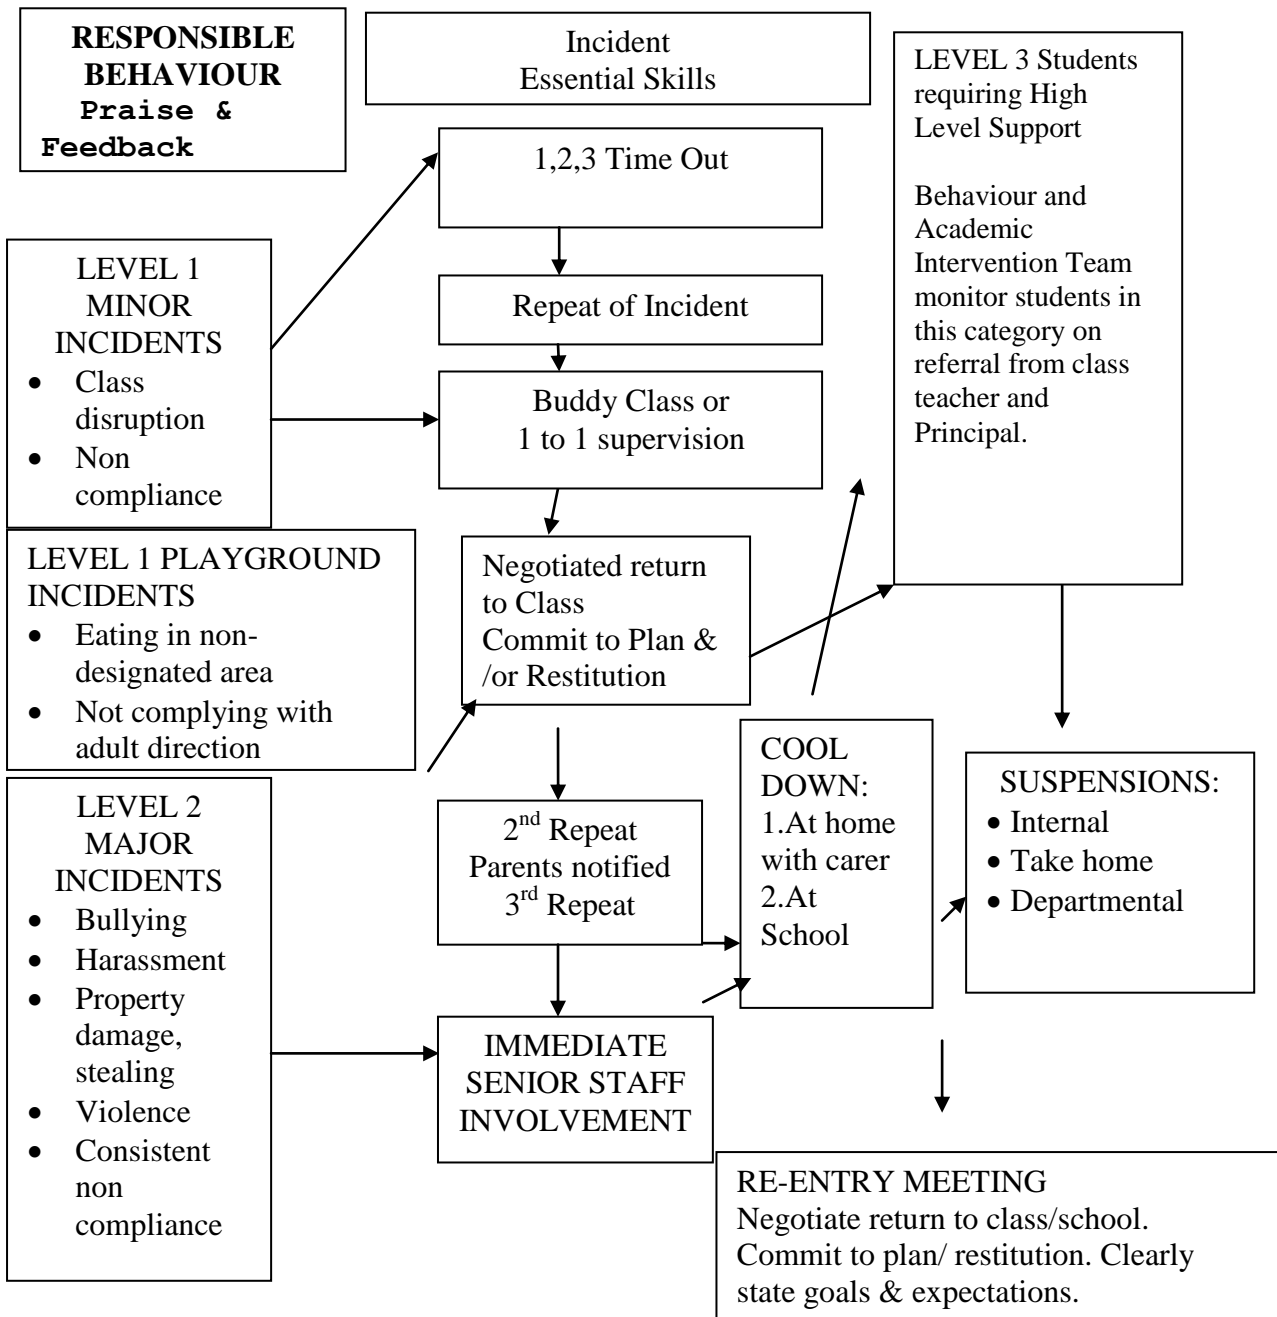 RESPONSIBLE
BEHAVIOUR
Praise &
Feedback
Incident
Essential Skills
LEVEL 3 Students
requiring High
Level Support
Behaviour and
Academic
Intervention Team
monitor students in
this category on
referral from class
teacher and
Principal.
1,2,3 Time Out
LEVEL 1
MINOR
INCIDENTS
• Class
disruption
• Non
compliance
Repeat of Incident
Buddy Class or
1 to 1 supervision
LEVEL 1 PLAYGROUND
INCIDENTS
• Eating in non-
designated area
• Not complying with
adult direction
Negotiated return
to Class
Commit to Plan &
/or Restitution
LEVEL 2
MAJOR
INCIDENTS
• Bullying
• Harassment
• Property
damage,
stealing
• Violence
• Consistent
non
compliance
2nd Repeat
Parents notified
3rd Repeat
COOL
DOWN:
1.At home
with carer
2.At
School
SUSPENSIONS:
• Internal
• Take home
• Departmental
IMMEDIATE
SENIOR STAFF
INVOLVEMENT
RE-ENTRY MEETING
Negotiate return to class/school.
Commit to plan/ restitution. Clearly
state goals & expectations.